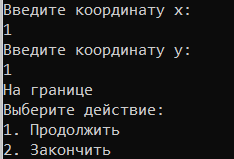 Введите координату x:
1
Введите координату y:
1
На границе
Выберите действие:
1. Продолжить
2. Закончить